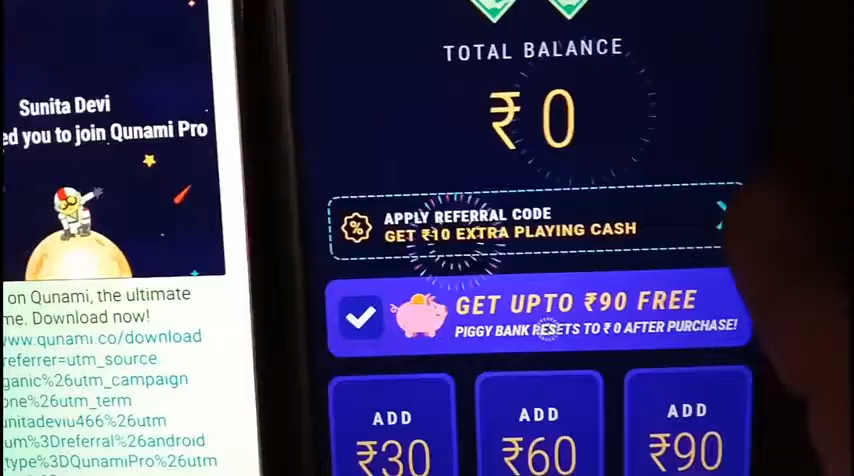 Sunita Devi
ed you to join Qunami Pro
on Qunami, the ultimate
me. Download now!
www.qunami.co/download
referrer=utm_source
ganic%26utm_campaign
one%26utm_term
unitadeviu466%26utm
um%3Dreferral%26android
type%3DQunamiPro%26utm
TOTAL BALANCE
₹ 0
APPLY REFERRAL CODE
GET ₹10 EXTRA PLAYING CASH
GET UPTO ₹90 FREE
PIGGY BANK RESETS TO ₹ 0 AFTER PURCHASE!
ADD
₹30
ADD
₹60
ADD
₹90